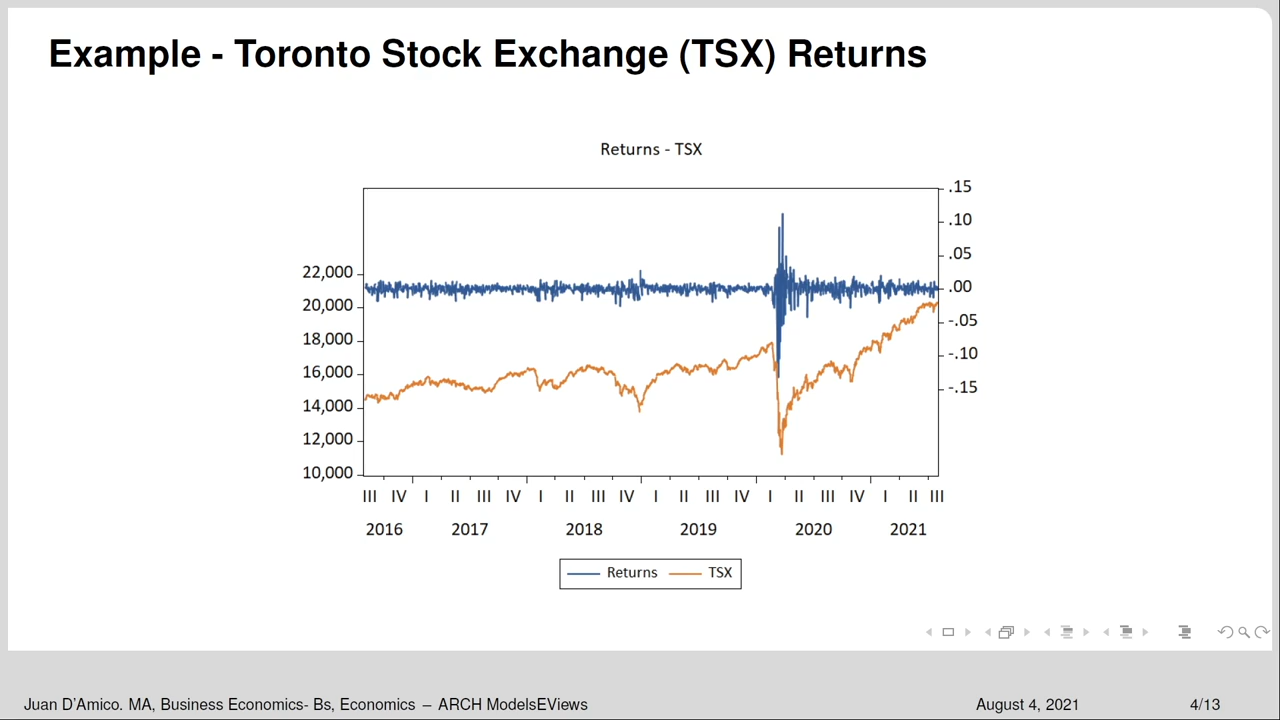 Example - Toronto Stock Exchange (TSX) Returns
Returns - TSX
.15
.10
.05
.00
-.05
-.10
-.15
22,000
20,000
18,000
16,000
14,000
12,000
10,000
III IV I II III IV I II III IV I II III IV I II III IV I II III
2016 2017 2018 2019 2020 2021
Returns TSX
Juan D'Amico. MA, Business Economics- Bs, Economics – ARCH ModelsEViews August 4, 2021 4/13